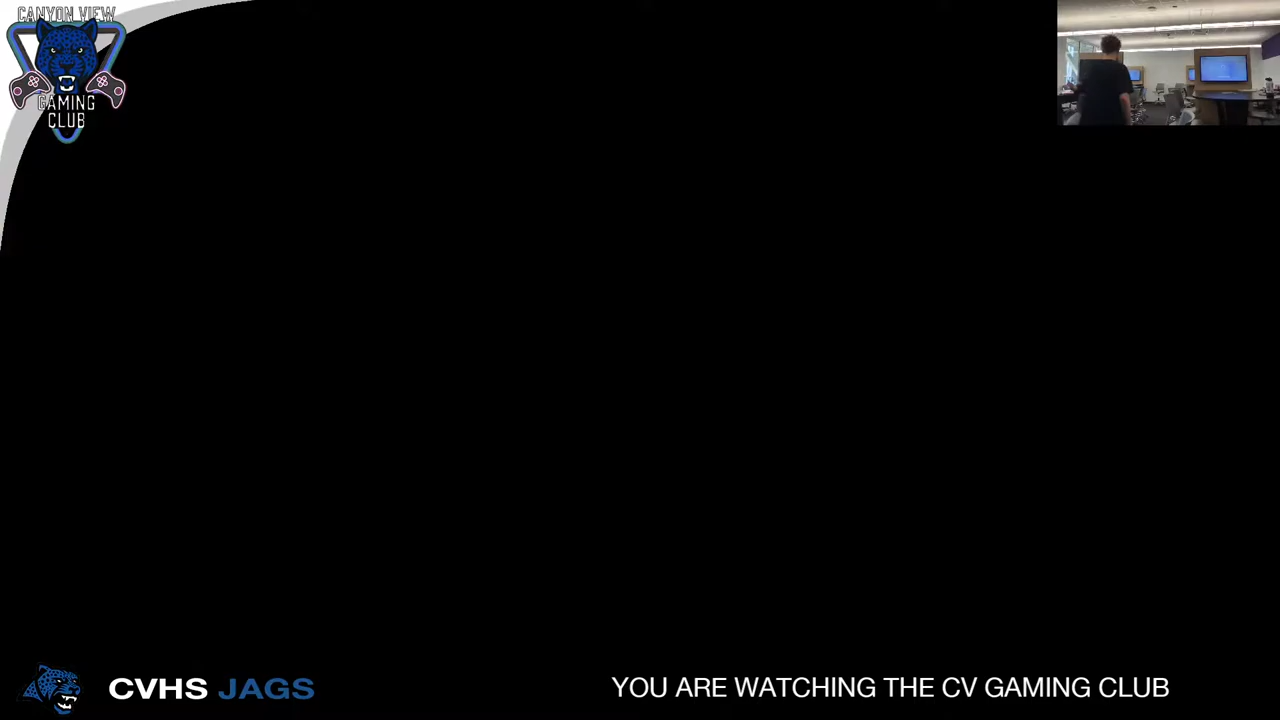 CANYON VIEW
GAMING
CLUB
CVHS JAGS
YOU ARE WATCHING THE CV GAMING CLUB